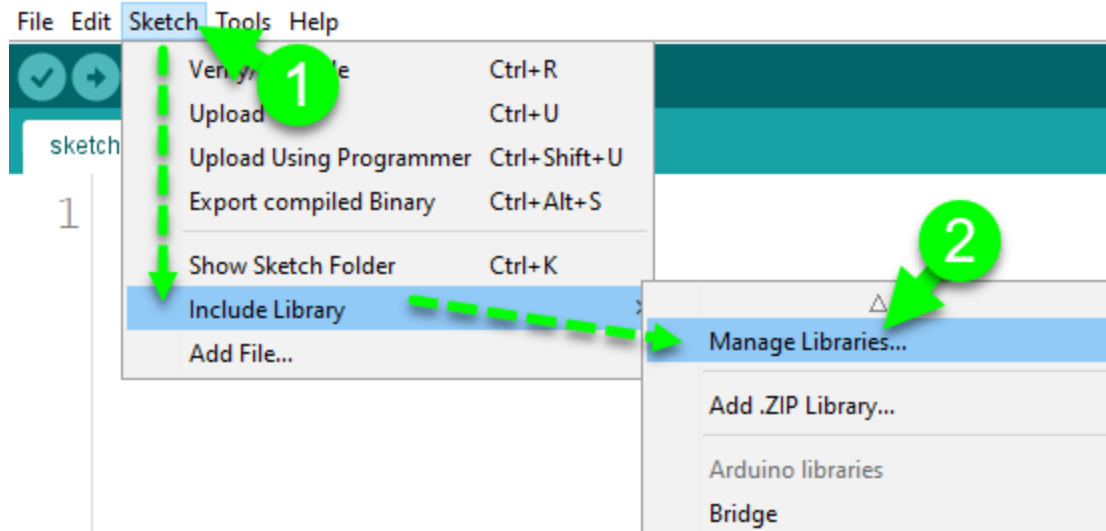 File Edit Sketch Tools Help
1
Ctrl+R
Upload Ctrl+U
sketch
Upload Using Programmer Ctrl+Shift+U
1
Export compiled Binary Ctrl+Alt+S
2
Show Sketch Folder Ctrl+K
Include Library
Manage Libraries...
Add File...
Add .ZIP Library...
Arduino libraries
Bridge